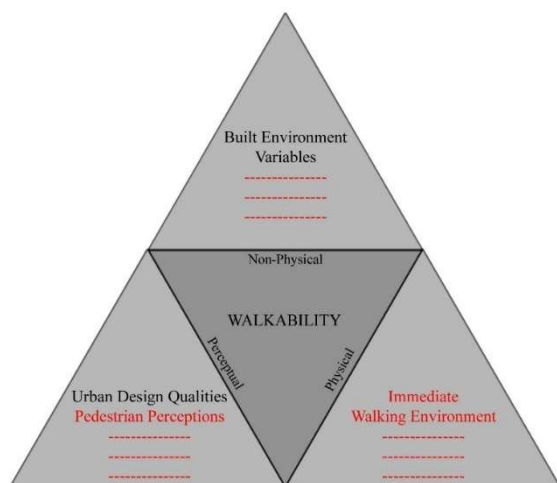 Built Environment
Variables
---------------
---------------
---------------
Non-Physical
WALKABILITY
Perceptual
Physical
Urban Design Qualities
Pedestrian Perceptions
---------------
---------------
---------------
Immediate
Walking Environment
---------------
---------------
---------------